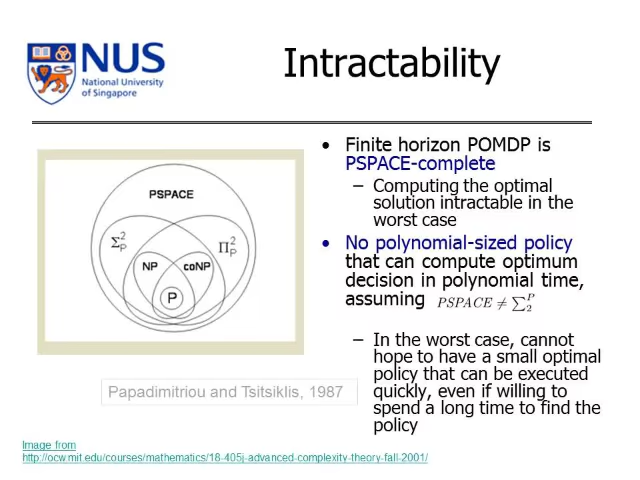 NUS
National University
of Singapore
Intractability
PSPACE
Σ²P
Π²P
NP
coNP
P
• Finite horizon POMDP is
PSPACE-complete
– Computing the optimal
solution intractable in the
worst case
• No polynomial-sized policy
that can compute optimum
decision in polynomial time,
assuming PSPACE ≠ ∑₂ᴾ
– In the worst case, cannot
hope to have a small optimal
policy that can be executed
quickly, even if willing to
spend a long time to find the
policy
Papadimitriou and Tsitsiklis, 1987
Image from
http://ocw.mit.edu/courses/mathematics/18-405j-advanced-complexity-theory-fall-2001/